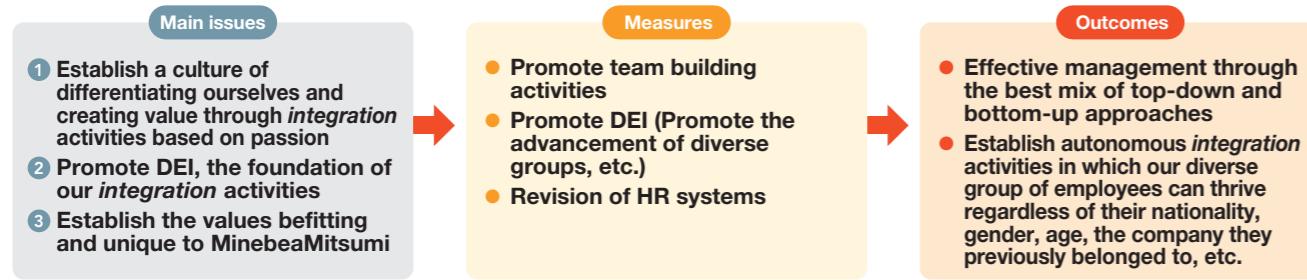 Main issues
1 Establish a culture of
differentiating ourselves and
creating value through integration
activities based on passion
2 Promote DEI, the foundation of
our integration activities
3 Establish the values befitting
and unique to MinebeaMitsumi
Measures
● Promote team building
activities
● Promote DEI (Promote the
advancement of diverse
groups, etc.)
● Revision of HR systems
Outcomes
● Effective management through
the best mix of top-down and
bottom-up approaches
● Establish autonomous integration
activities in which our diverse
group of employees can thrive
regardless of their nationality,
gender, age, the company they
previously belonged to, etc.